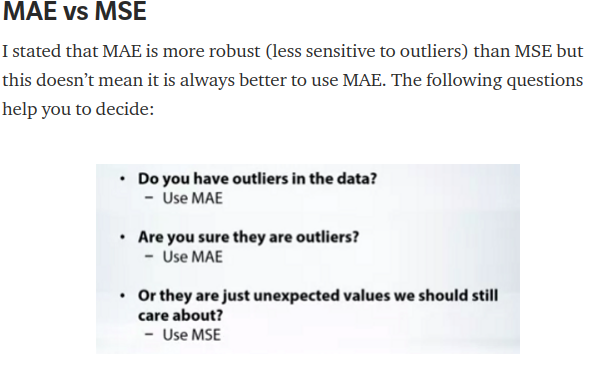 MAE vs MSE
I stated that MAE is more robust (less sensitive to outliers) than MSE but
this doesn’t mean it is always better to use MAE. The following questions
help you to decide:
• Do you have outliers in the data?
– Use MAE
• Are you sure they are outliers?
– Use MAE
• Or they are just unexpected values we should still
care about?
– Use MSE